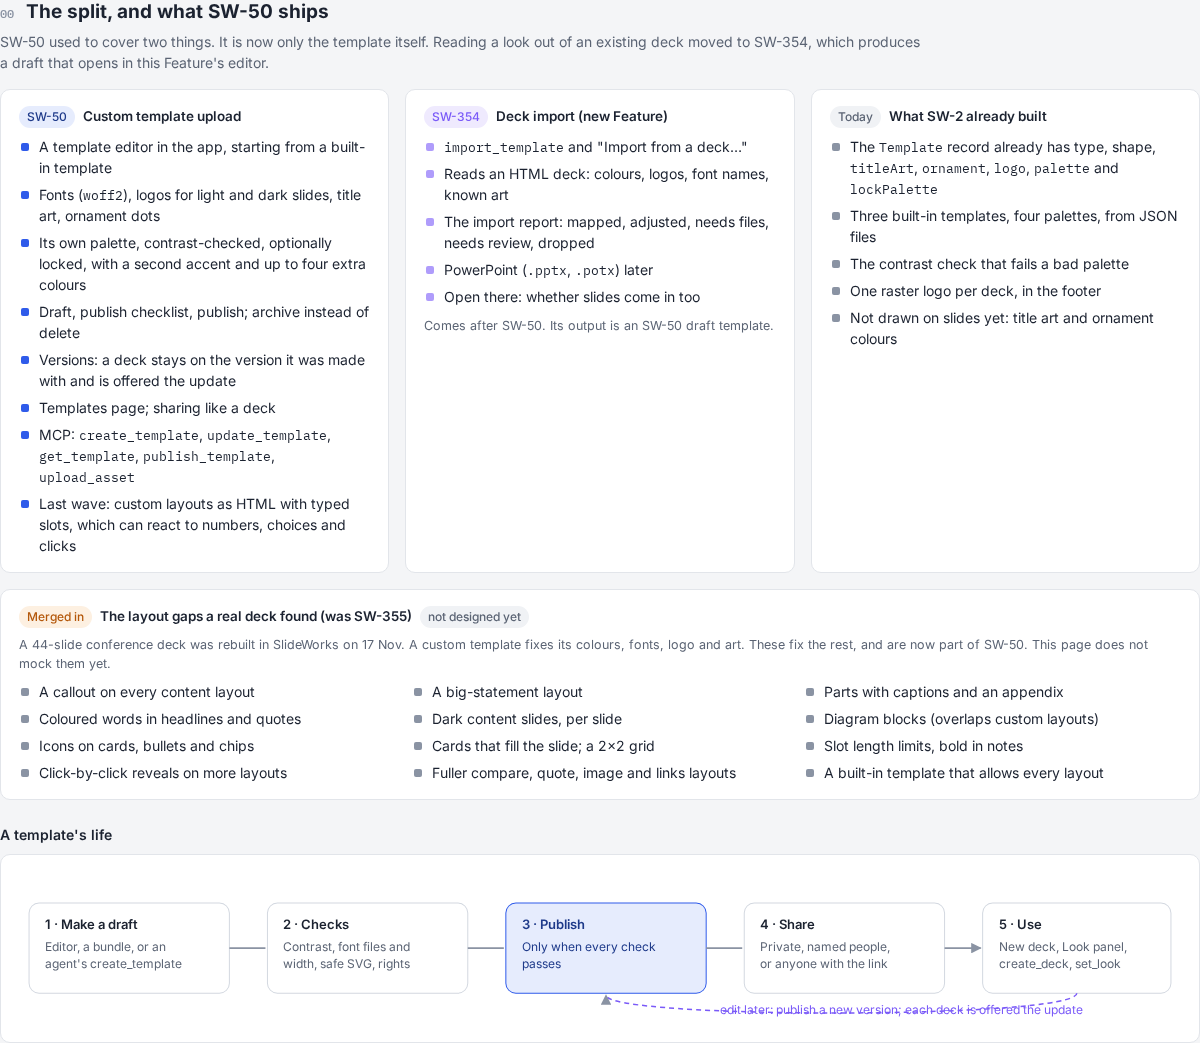 00 The split, and what SW-50 ships
SW-50 used to cover two things. It is now only the template itself. Reading a look out of an existing deck moved to SW-354, which produces
a draft that opens in this Feature's editor.
SW-50 Custom template upload
A template editor in the app, starting from a built-
in template
Fonts (woff2), logos for light and dark slides, title
art, ornament dots
Its own palette, contrast-checked, optionally
locked, with a second accent and up to four extra
colours
Draft, publish checklist, publish; archive instead of
delete
Versions: a deck stays on the version it was made
with and is offered the update
Templates page; sharing like a deck
MCP: create_template, update_template,
get_template, publish_template,
upload_asset
Last wave: custom layouts as HTML with typed
slots, which can react to numbers, choices and
clicks
SW-354 Deck import (new Feature)
import_template and "Import from a deck…"
Reads an HTML deck: colours, logos, font names,
known art
The import report: mapped, adjusted, needs files,
needs review, dropped
PowerPoint (.pptx, .potx) later
Open there: whether slides come in too
Comes after SW-50. Its output is an SW-50 draft template.
Today What SW-2 already built
The Template record already has type, shape,
titleArt, ornament, logo, palette and
lockPalette
Three built-in templates, four palettes, from JSON
files
The contrast check that fails a bad palette
One raster logo per deck, in the footer
Not drawn on slides yet: title art and ornament
colours
Merged in The layout gaps a real deck found (was SW-355) not designed yet
A 44-slide conference deck was rebuilt in SlideWorks on 17 Nov. A custom template fixes its colours, fonts, logo and art. These fix the rest, and are now part of SW-50. This page does not
mock them yet.
A callout on every content layout
Coloured words in headlines and quotes
Icons on cards, bullets and chips
Click-by-click reveals on more layouts
A big-statement layout
Dark content slides, per slide
Cards that fill the slide; a 2×2 grid
Fuller compare, quote, image and links layouts
Parts with captions and an appendix
Diagram blocks (overlaps custom layouts)
Slot length limits, bold in notes
A built-in template that allows every layout
A template's life
1 · Make a draft
Editor, a bundle, or an
agent's create_template
2 · Checks
Contrast, font files and
width, safe SVG, rights
3 · Publish
Only when every check
passes
4 · Share
Private, named people,
or anyone with the link
5 · Use
New deck, Look panel,
create_deck, set_look
edit later: publish a new version; each deck is offered the update